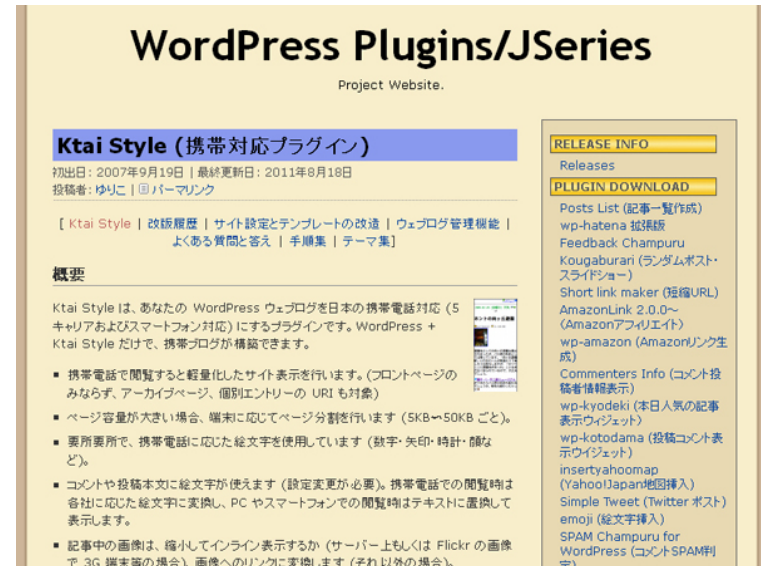 WordPress Plugins/JSeries
Project Website.
Ktai Style (携帯対応プラグイン)
初出日: 2007年9月19日 | 最終更新日: 2011年8月18日
投稿者: ゆりこ | パーマリンク
[ Ktai Style | 改版履歴 | サイト設定とテンプレートの改造 | ウェブログ管理機能 |
よくある質問と答え | 手順集 | テーマ集]
概要
Ktai Style は、あなたの WordPress ウェブログを日本の携帯電話対応 (5
キャリアおよびスマートフォン対応) にするプラグインです。WordPress +
Ktai Style だけで、携帯ブログが構築できます。
■ 携帯電話で閲覧すると軽量化したサイト表示を行います。(フロントページの
みならず、アーカイブページ、個別エントリーの URI も対象)
■ ページ容量が大きい場合、端末に応じてページ分割を行います (5KB〜50KB ごと)。
■ 要所要所で、携帯電話に応じた絵文字を使用しています (数字・矢印・時計・顔な
ど)。
■ コメントや投稿本文に絵文字が使えます (設定変更が必要)。携帯電話での閲覧時は
各社に応じた絵文字に変換し、PC やスマートフォンでの閲覧時はテキストに置換して
表示します。
■ 記事中の画像は、縮小してインライン表示するか (サーバー上もしくは Flickr の画像
で 3G 端末等の場合)、画像へのリンクに変換します (それ以外の場合)。
RELEASE INFO
Releases
PLUGIN DOWNLOAD
Posts List (記事一覧作成)
wp-hatena 拡張版
Feedback Champuru
Kougaburari (ランダムポスト・
スライドショー)
Short link maker (短縮URL)
AmazonLink 2.0.0〜
(Amazonアフィリエイト)
wp-amazon (Amazonリンク生
成)
Commenters Info (コメント投
稿者情報表示)
wp-kyodeki (本日人気の記事
表示ウィジェット)
wp-kotodama (投稿コメント表
示ウィジェット)
insertyahoomap
(Yahoo!Japan地図挿入)
Simple Tweet (Twitter ポスト)
emoji (絵文字挿入)
SPAM Champuru for
WordPress (コメントSPAM判
定)